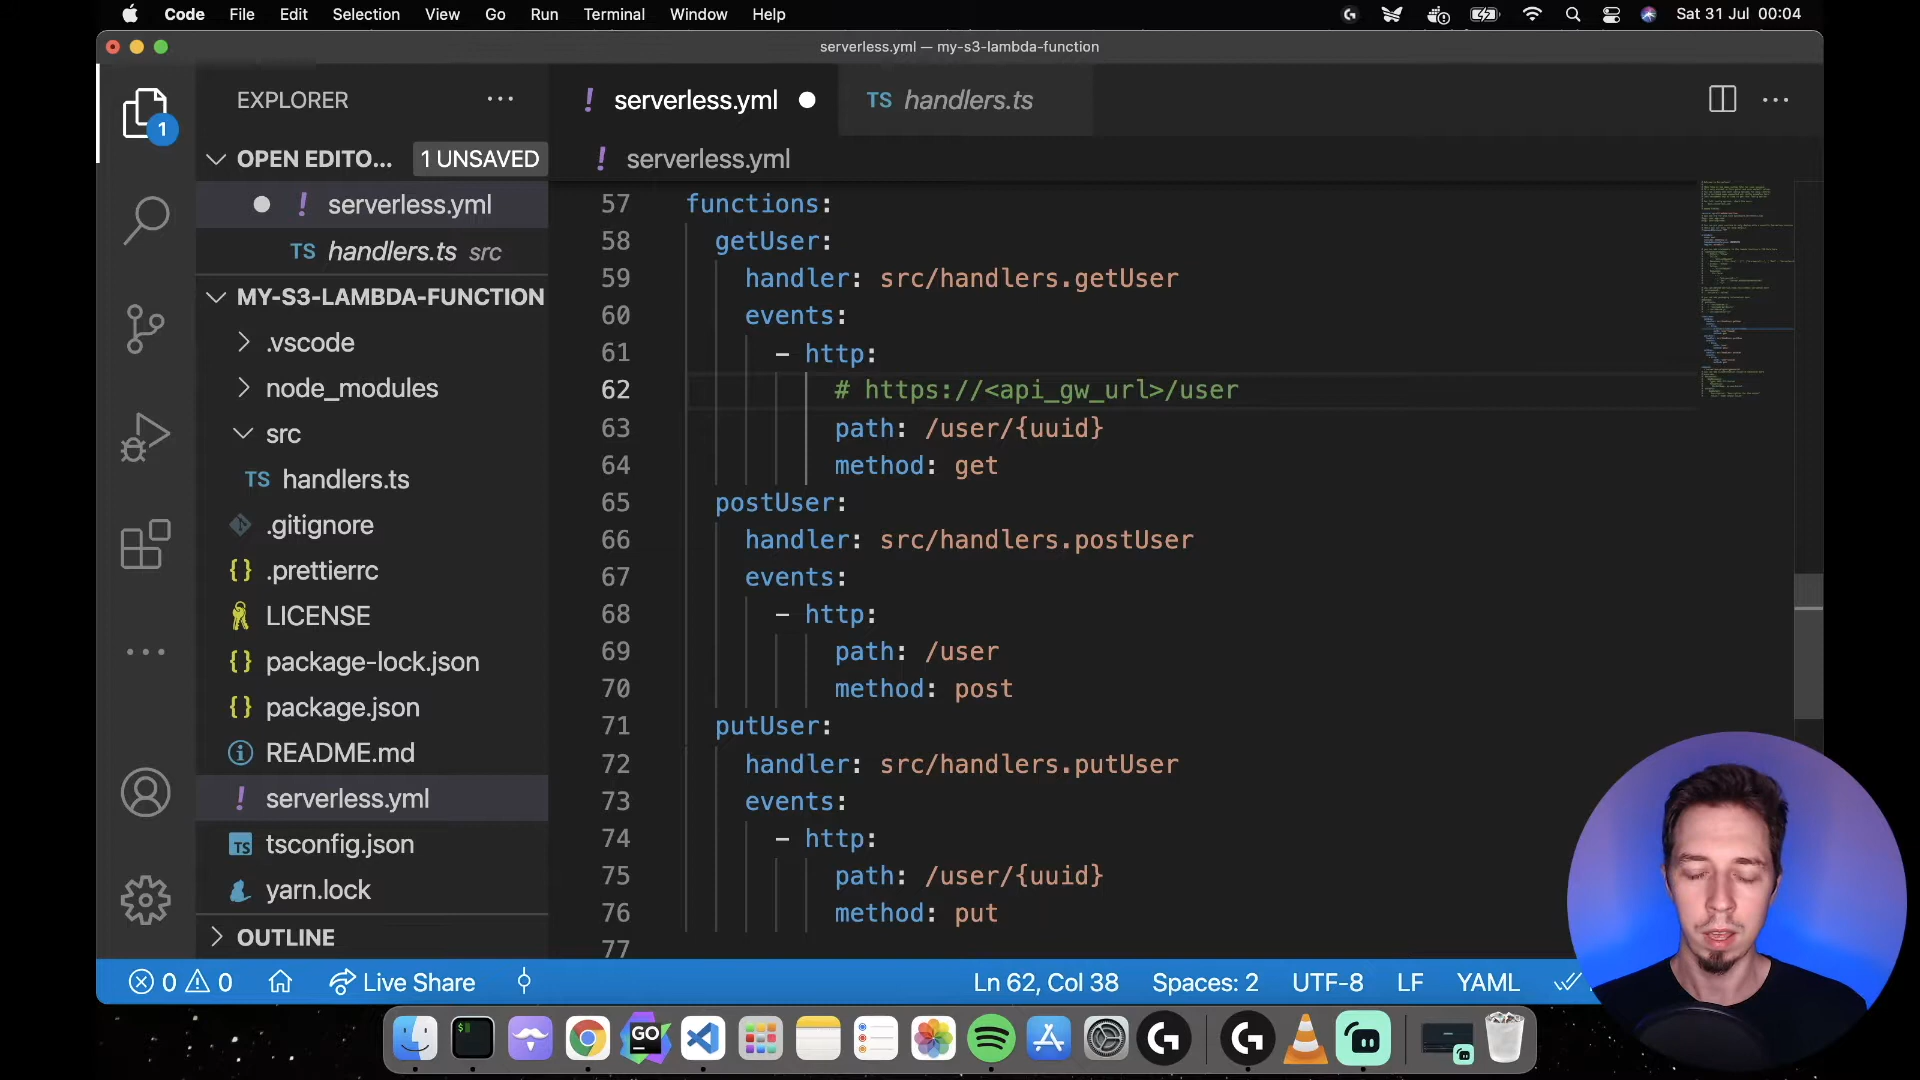 Code File Edit Selection View Go Run Terminal Window Help Sat 31 Jul 00:04
serverless.yml — my-s3-lambda-function
EXPLORER
1
! serverless.yml
TS handlers.ts
OPEN EDITO... 1 UNSAVED
! serverless.yml
! serverless.yml
TS handlers.ts src
MY-S3-LAMBDA-FUNCTION
.vscode
node_modules
src
TS handlers.ts
.gitignore
{} .prettierrc
LICENSE
{} package-lock.json
{} package.json
README.md
! serverless.yml
TS tsconfig.json
yarn.lock
OUTLINE
57 functions:
58 getUser:
59 handler: src/handlers.getUser
60 events:
61 - http:
62 # https://<api_gw_url>/user
63 path: /user/{uuid}
64 method: get
65 postUser:
66 handler: src/handlers.postUser
67 events:
68 - http:
69 path: /user
70 method: post
71 putUser:
72 handler: src/handlers.putUser
73 events:
74 - http:
75 path: /user/{uuid}
76 method: put
77
0 0 Live Share Ln 62, Col 38 Spaces: 2 UTF-8 LF YAML
$
GO